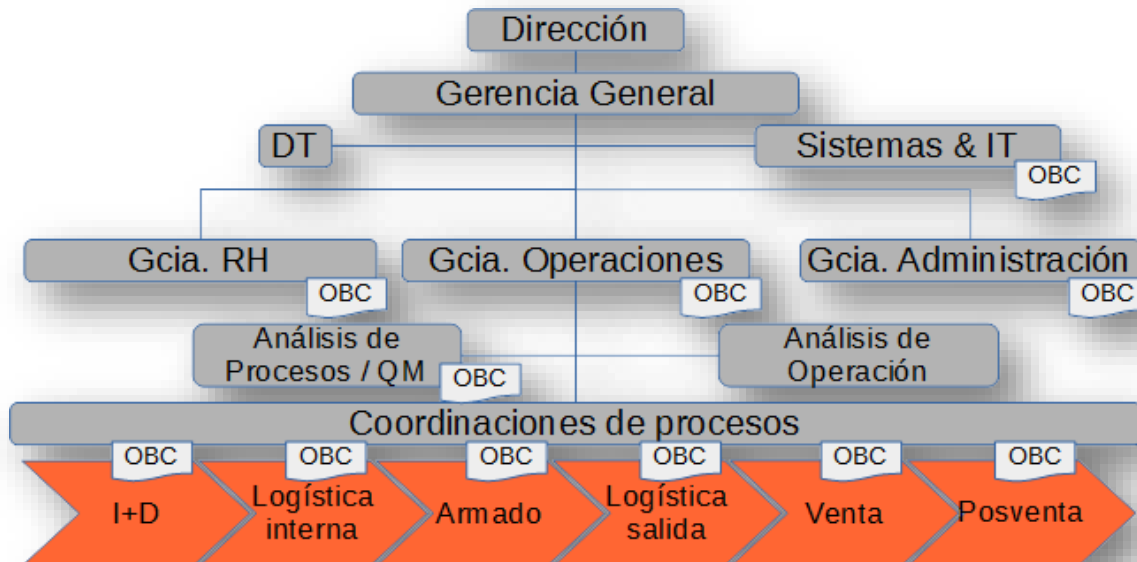 Dirección
Gerencia General
DT
Sistemas & IT
OBC
Gcia. RH
Gcia. Operaciones
Gcia. Administración
OBC
OBC
OBC
Análisis de
Procesos / QM
OBC
Análisis de
Operación
Coordinaciones de procesos
OBC
OBC
OBC
OBC
OBC
OBC
I+D
Logística
interna
Armado
Logística
salida
Venta
Posventa